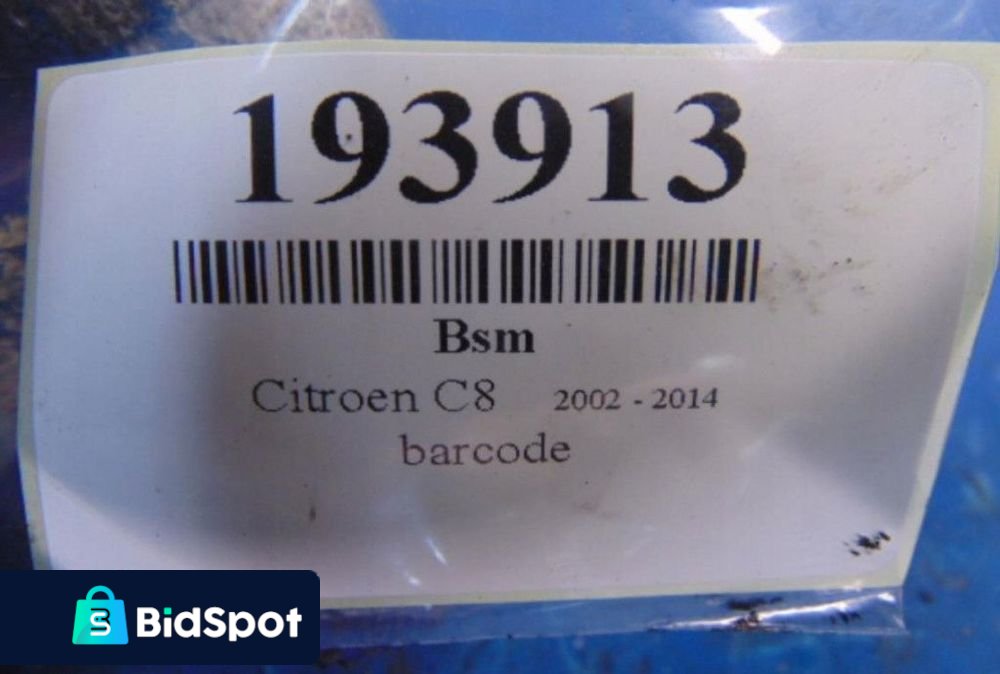 193913
Bsm
Citroen C8 2002 - 2014
barcode
BidSpot